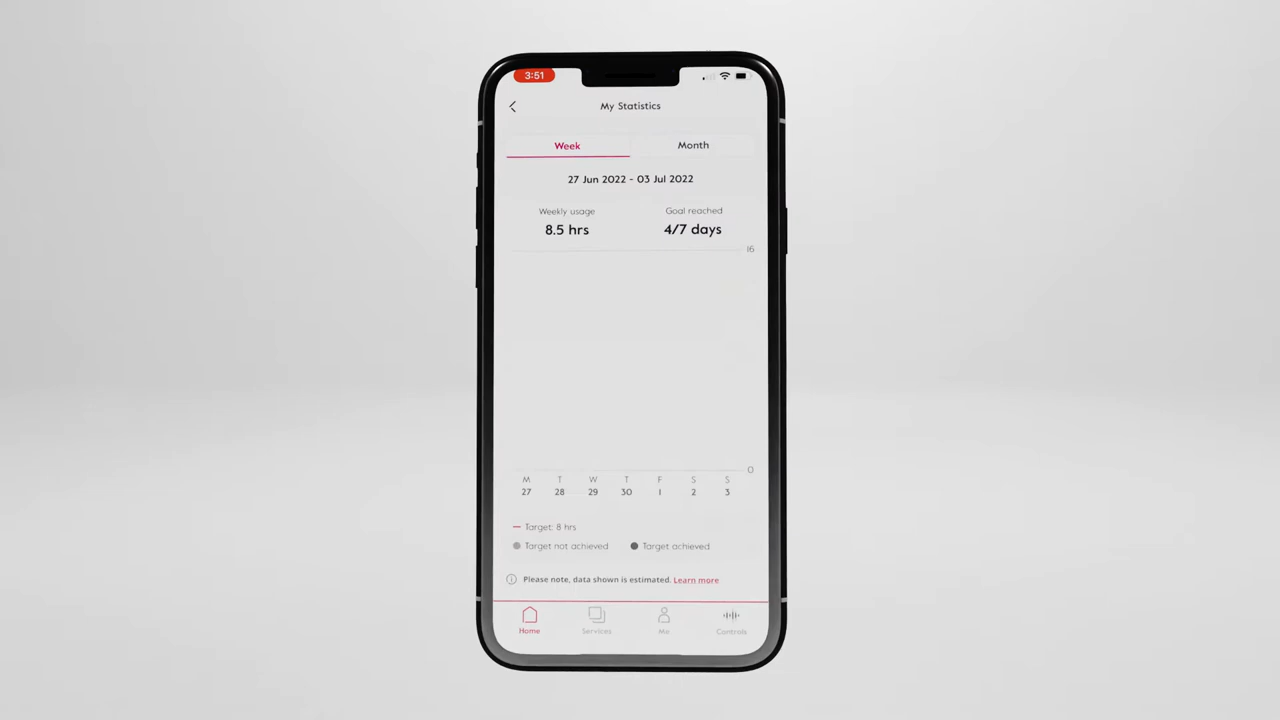 3:51
My Statistics
Week Month
27 Jun 2022 - 03 Jul 2022
Weekly usage Goal reached
8.5 hrs 4/7 days
16
0
M T W T F S S
27 28 29 30 1 2 3
Target: 8 hrs
Target not achieved Target achieved
Please note, data shown is estimated. Learn more
Home Services Me Controls